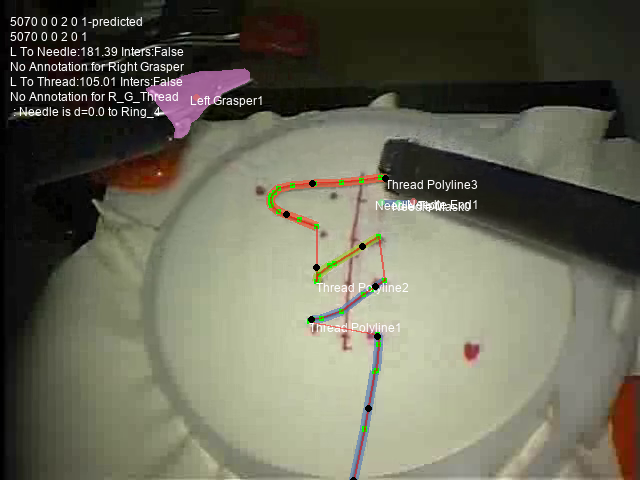 5070 0 0 2 0 1-predicted
5070 0 0 2 0 1
L To Needle:181.39 Inters:False
No Annotation for Right Grasper
L To Thread:105.01 Inters:False
No Annotation for R_G_Thread
: Needle is d=0.0 to Ring_4
Left Grasper1
Thread Polyline3
Thread Polyline2
Thread Polyline1